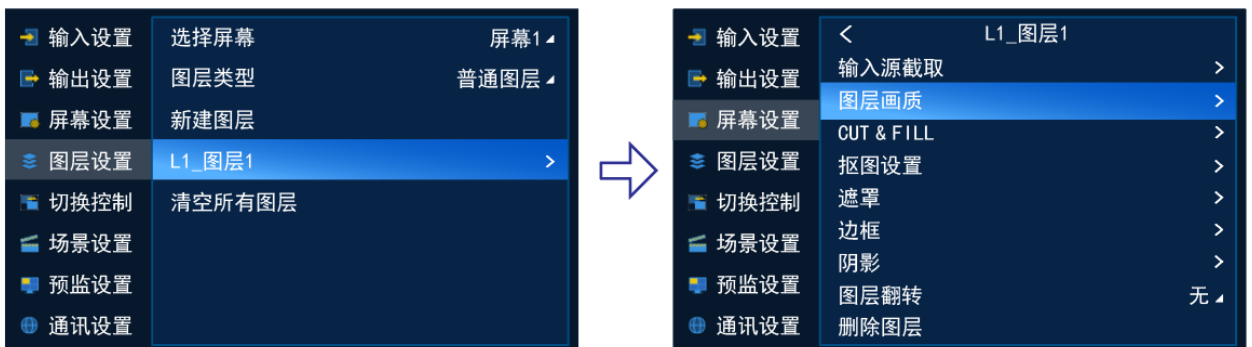 输入设置
输出设置
屏幕设置
图层设置
切换控制
场景设置
预监设置
通讯设置
选择屏幕 屏幕1
图层类型 普通图层
新建图层
L1_图层1 >
清空所有图层
输入设置
输出设置
屏幕设置
图层设置
切换控制
场景设置
预监设置
通讯设置
< L1_图层1
输入源截取 >
图层画质 >
CUT & FILL >
抠图设置 >
遮罩 >
边框 >
阴影 >
图层翻转 无
删除图层